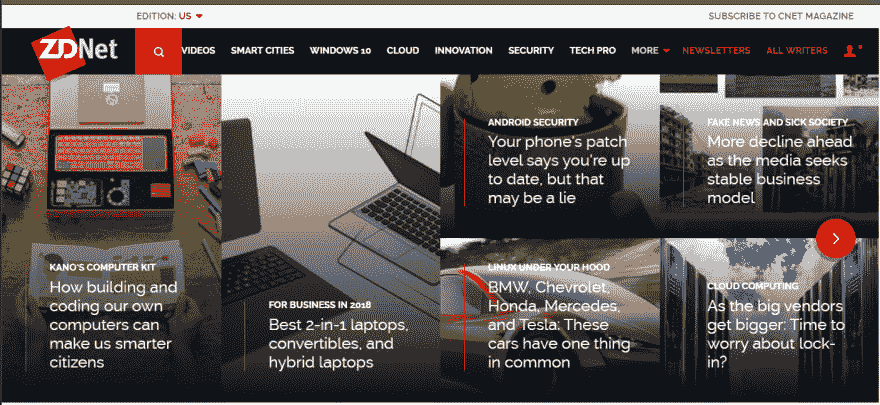 EDITION: US
SUBSCRIBE TO CNET MAGAZINE
ZDNet
VIDEOS SMART CITIES WINDOWS 10 CLOUD INNOVATION SECURITY TECH PRO MORE NEWSLETTERS ALL WRITERS
KANO'S COMPUTER KIT
How building and
coding our own
computers can
make us smarter
citizens
FOR BUSINESS IN 2018
Best 2-in-1 laptops,
convertibles, and
hybrid laptops
ANDROID SECURITY
Your phone's patch
level says you're up
to date, but that
may be a lie
FAKE NEWS AND SICK SOCIETY
More decline ahead
as the media seeks
stable business
model
LINUX UNDER YOUR HOOD
BMW, Chevrolet,
Honda, Mercedes,
and Tesla: These
cars have one thing
in common
CLOUD COMPUTING
As the big vendors
get bigger: Time to
worry about lock-
in?